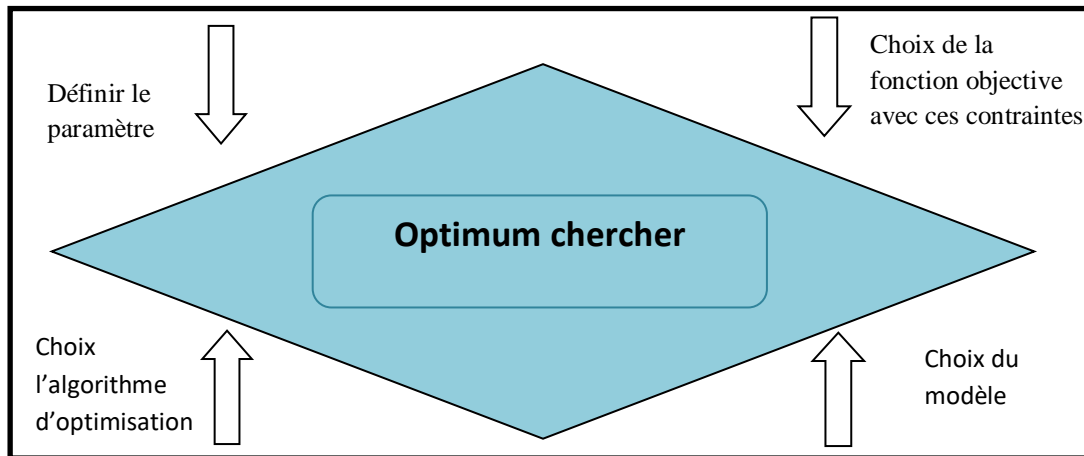 Définir le
paramètre
Choix de la
fonction objective
avec ces contraintes
Optimum chercher
Choix
l’algorithme
d’optimisation
Choix du
modèle